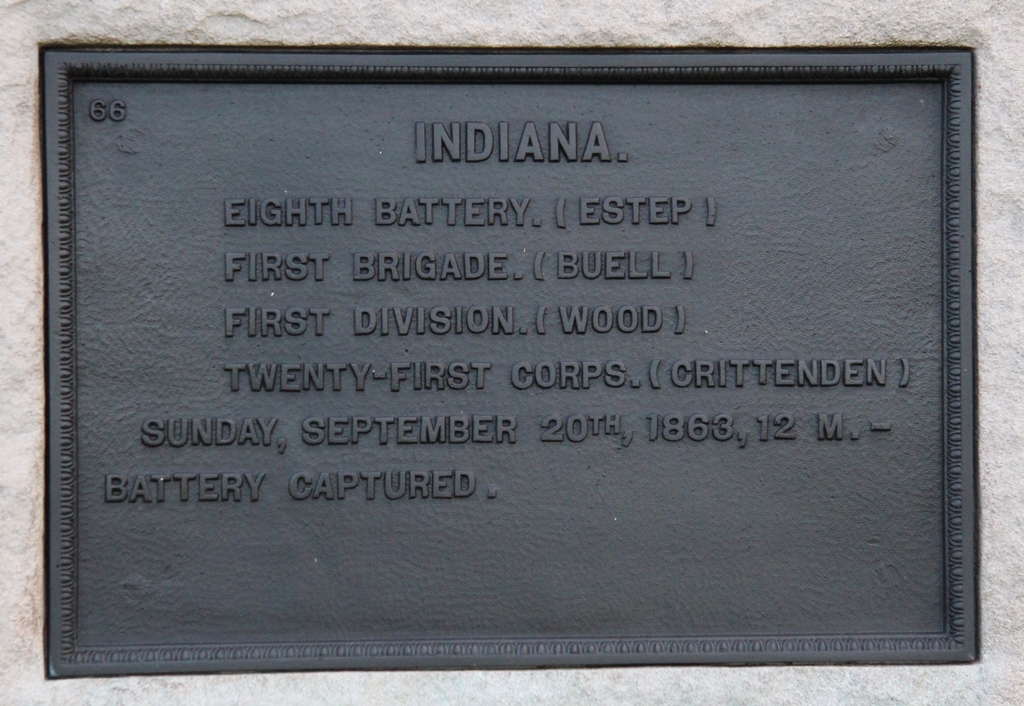 66
INDIANA.
EIGHTH BATTERY. (ESTEP)
FIRST BRIGADE. (BUELL)
FIRST DIVISION. (WOOD)
TWENTY-FIRST CORPS. (CRITTENDEN)
SUNDAY, SEPTEMBER 20TH, 1863, 12 M. -
BATTERY CAPTURED.